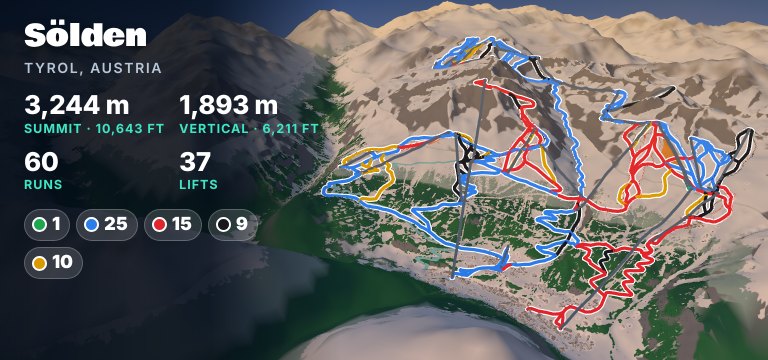 Sölden
TYROL, AUSTRIA
3,244 m 1,893 m
SUMMIT · 10,643 FT VERTICAL · 6,211 FT
60 37
RUNS LIFTS
1 25 15 9
10